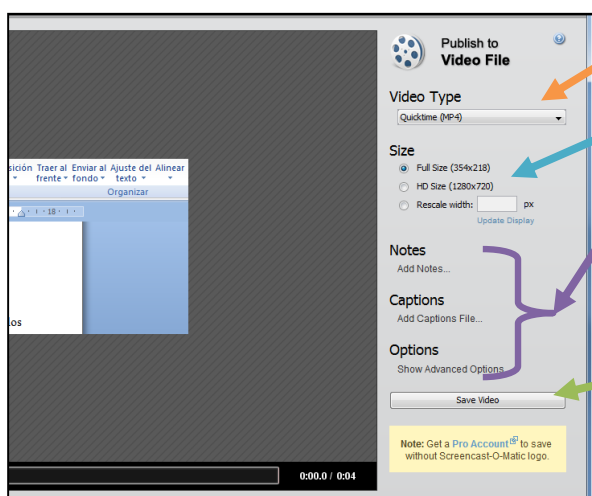 Publish to
Video File
Video Type
Quicktime (MP4)
Size
Full Size (354x218)
HD Size (1280x720)
Rescale width: px
Update Display
Notes
Add Notes...
Captions
Add Captions File...
Options
Show Advanced Options
Save Video
Note: Get a Pro Account to save
without Screencast-O-Matic logo.
sición Traer al Enviar al Ajuste del Alinear
frente fondo texto
Organizar
18
los
0:00.0 / 0:04